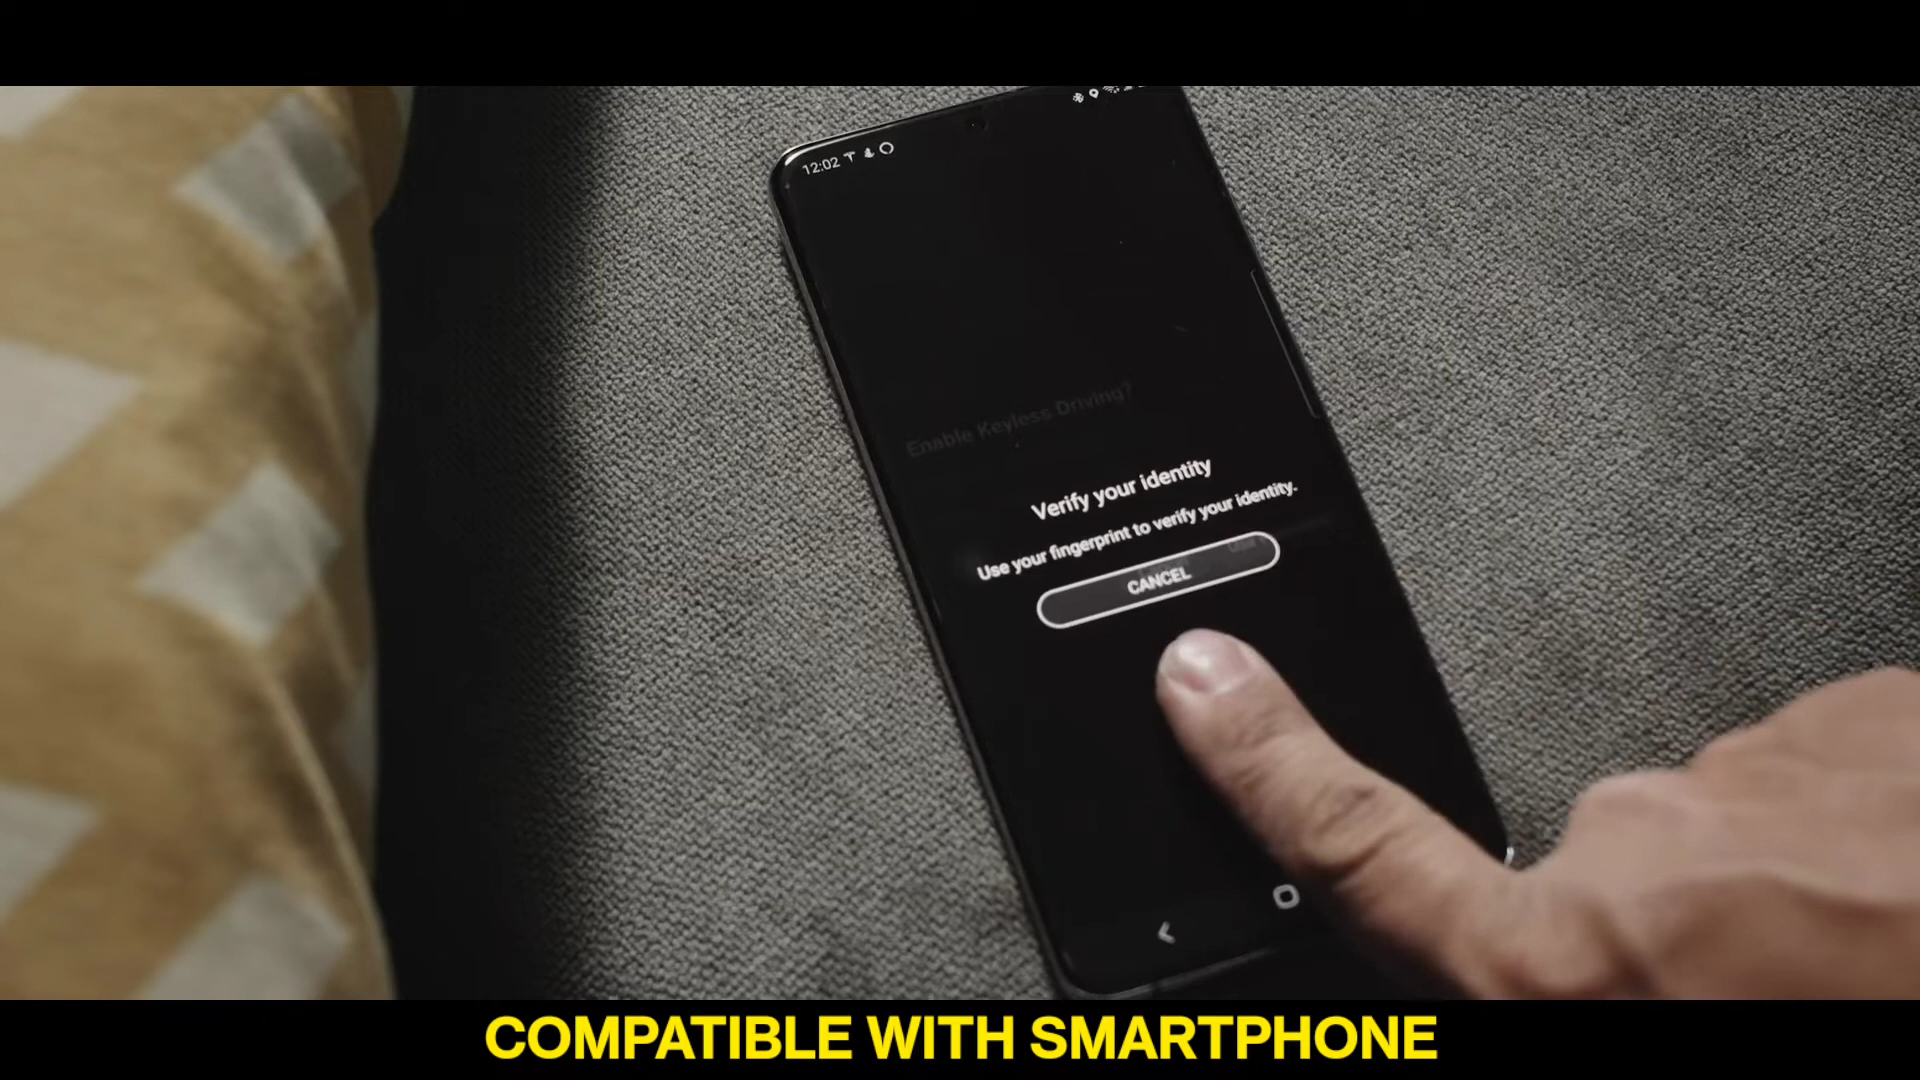 12:02
Enable Keyless Driving?
Verify your identity
Use your fingerprint to verify your identity.
CANCEL
COMPATIBLE WITH SMARTPHONE